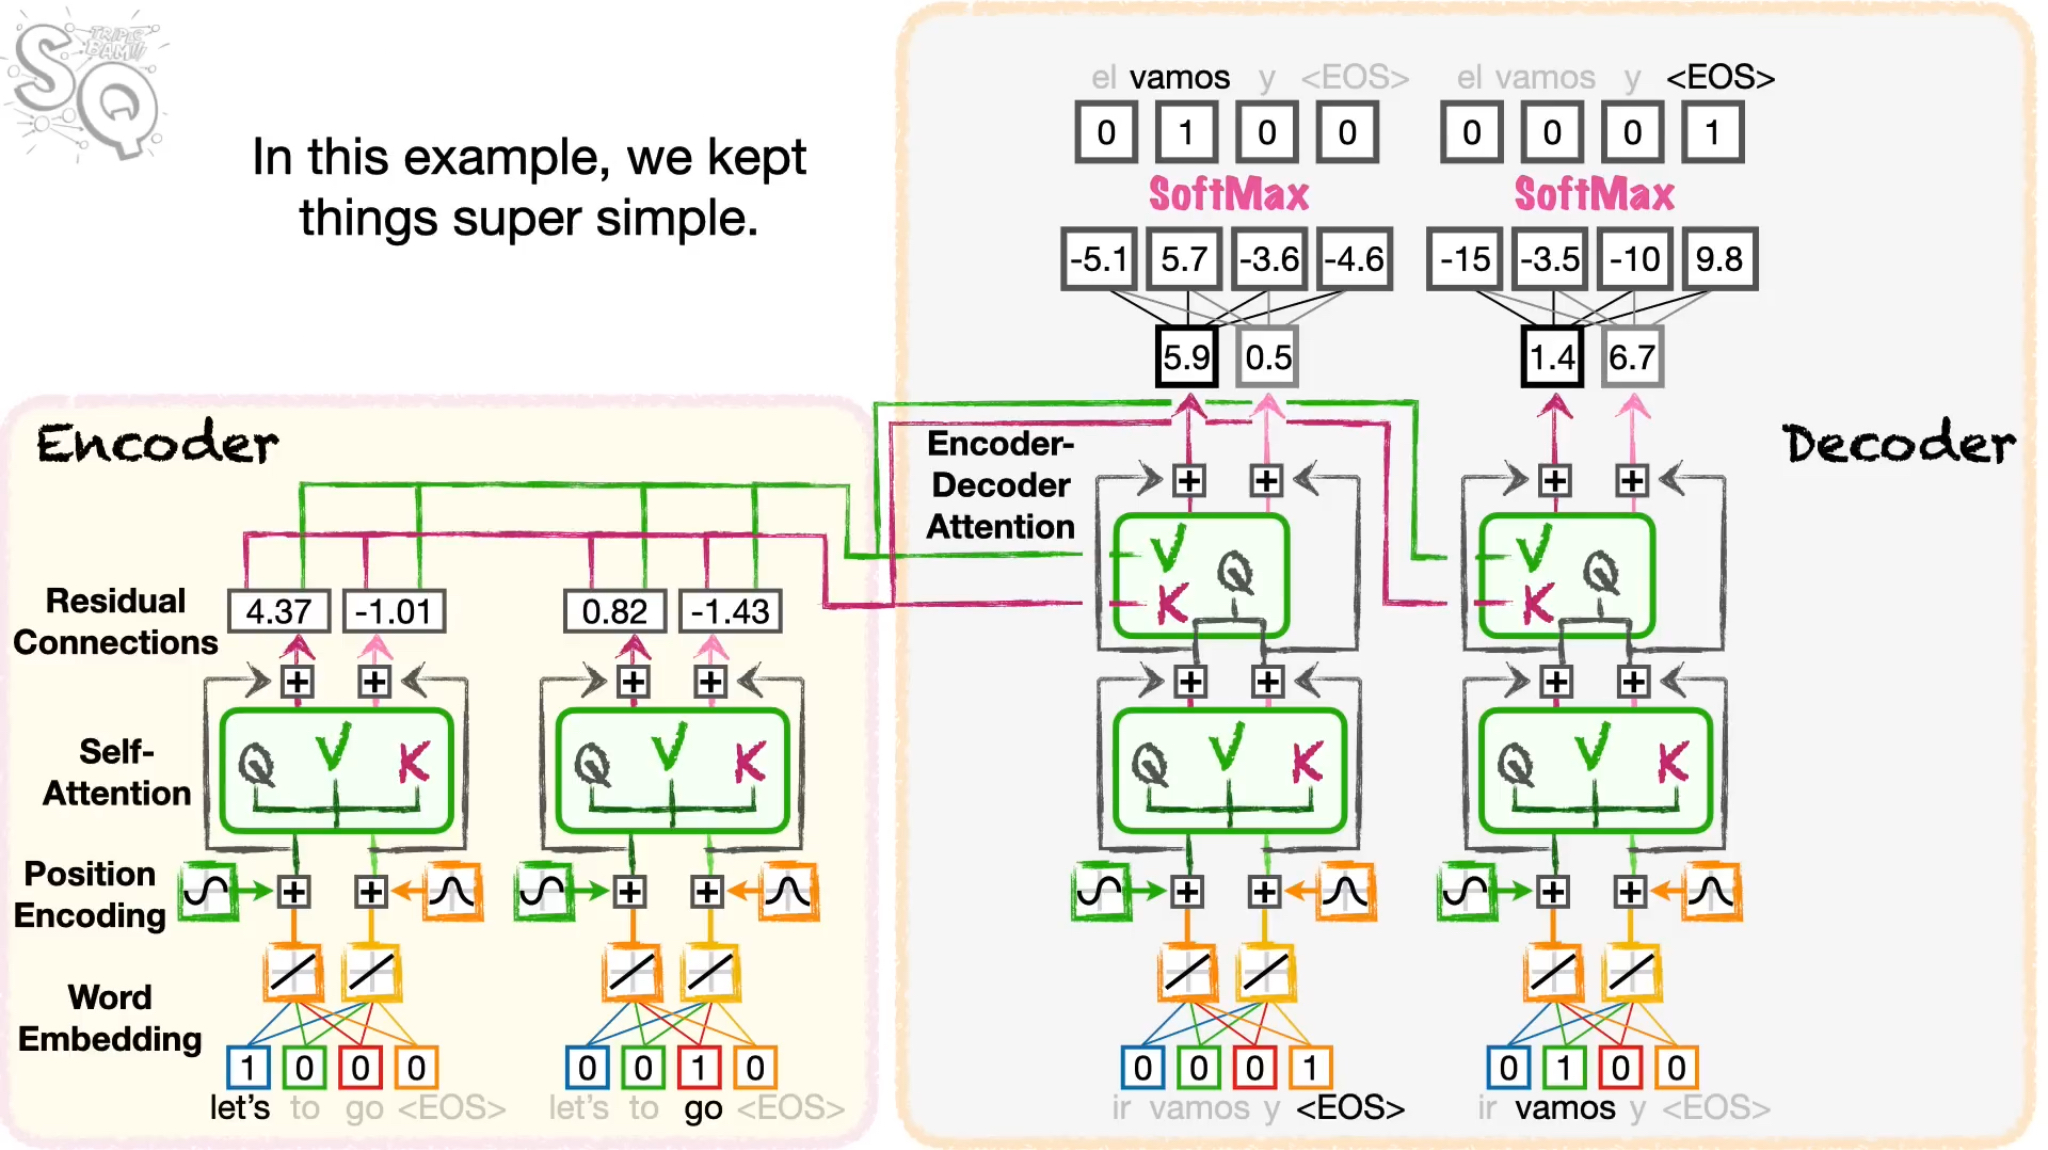 SQ
TRIPLE
BAM!!!
In this example, we kept
things super simple.
el vamos y <EOS>
0 1 0 0
SoftMax
-5.1 5.7 -3.6 -4.6
5.9 0.5
el vamos y <EOS>
0 0 0 1
SoftMax
-15 -3.5 -10 9.8
1.4 6.7
Encoder
Decoder
Encoder-
Decoder
Attention
V Q
K
+ +
V Q
K
+ +
Residual
Connections
4.37 -1.01
0.82 -1.43
+ +
+ +
+ +
+ +
Self-
Attention
Q V K
Q V K
Q V K
Q V K
Position
Encoding
+ +
+ +
+ +
+ +
Word
Embedding
1 0 0 0
let's to go <EOS>
0 0 1 0
let's to go <EOS>
0 0 0 1
ir vamos y <EOS>
0 1 0 0
ir vamos y <EOS>